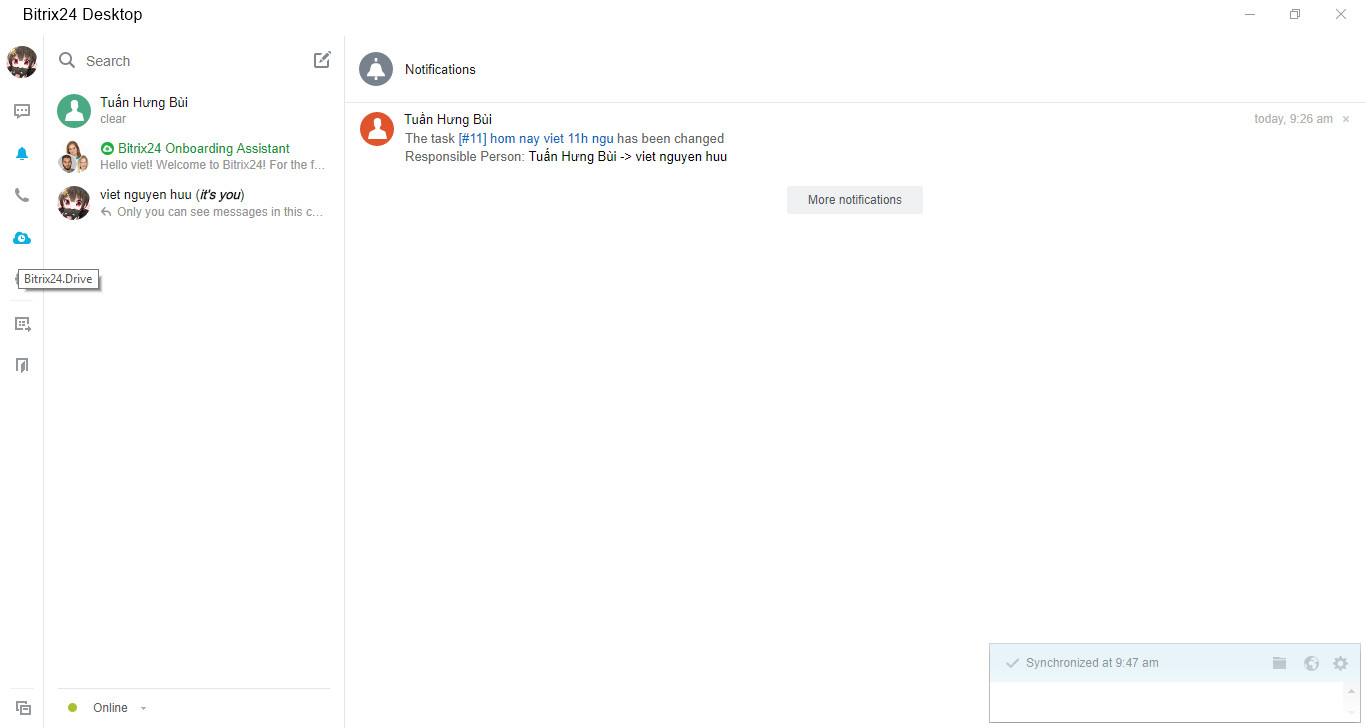 Bitrix24 Desktop
Search
Tuấn Hưng Bùi
clear
Bitrix24 Onboarding Assistant
Hello viet! Welcome to Bitrix24! For the f...
viet nguyen huu (it's you)
Only you can see messages in this c...
Bitrix24.Drive
Online
Notifications
Tuấn Hưng Bùi
today, 9:26 am
The task [#11] hom nay viet 11h ngu has been changed
Responsible Person: Tuấn Hưng Bùi -> viet nguyen huu
More notifications
Synchronized at 9:47 am